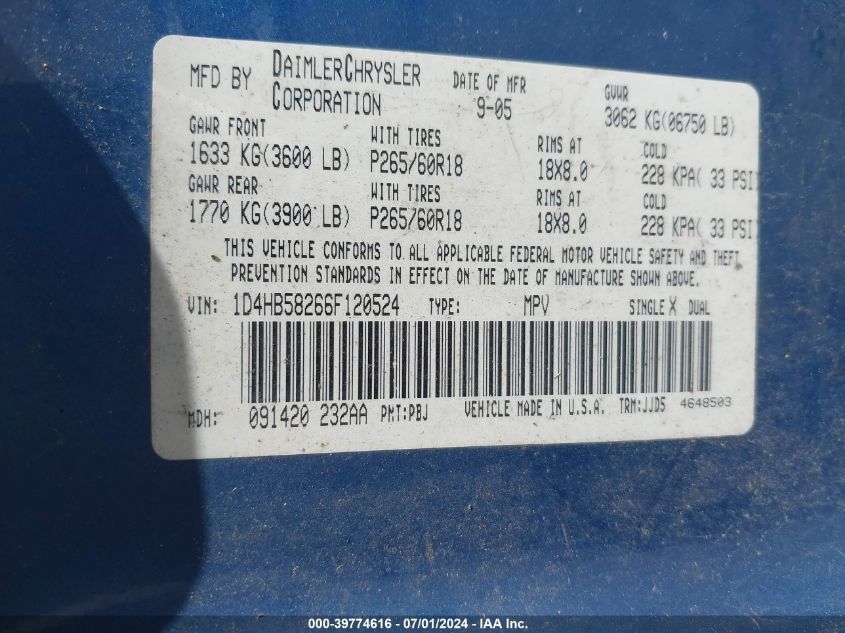 MFD BY DAIMLERCHRYSLER CORPORATION DATE OF MFR 9-05 GVWR 3062 KG(06750 LB)
GAWR FRONT WITH TIRES RIMS AT COLD
1633 KG(3600 LB) P265/60R18 18X8.0 228 KPA( 33 PSI)
GAWR REAR WITH TIRES RIMS AT COLD
1770 KG(3900 LB) P265/60R18 18X8.0 228 KPA( 33 PSI)
THIS VEHICLE CONFORMS TO ALL APPLICABLE FEDERAL MOTOR VEHICLE SAFETY AND THEFT
PREVENTION STANDARDS IN EFFECT ON THE DATE OF MANUFACTURE SHOWN ABOVE.
VIN: 1D4HB58266F120524 TYPE: MPV SINGLE X DUAL
MDH: 091420 232AA PNT:PBJ VEHICLE MADE IN U.S.A. TRM:JJD5 4648503
000-39774616 - 07/01/2024 - IAA Inc.